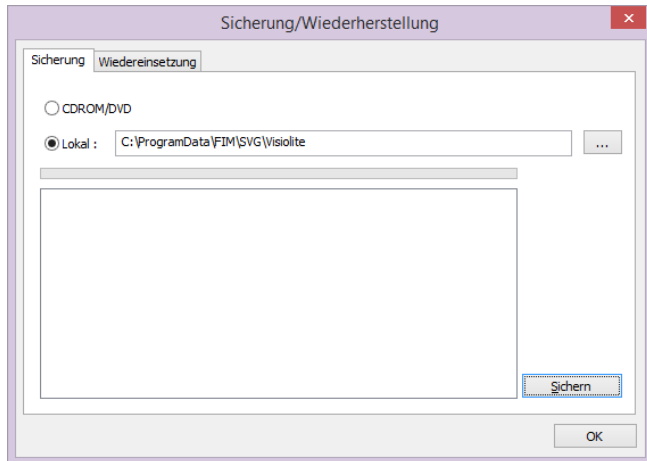 Sicherung/Wiederherstellung
x
Sicherung Wiedereinsetzung
CDROM/DVD
Lokal : C:\ProgramData\FIM\SVG\Visiolite ...
Sichern
OK